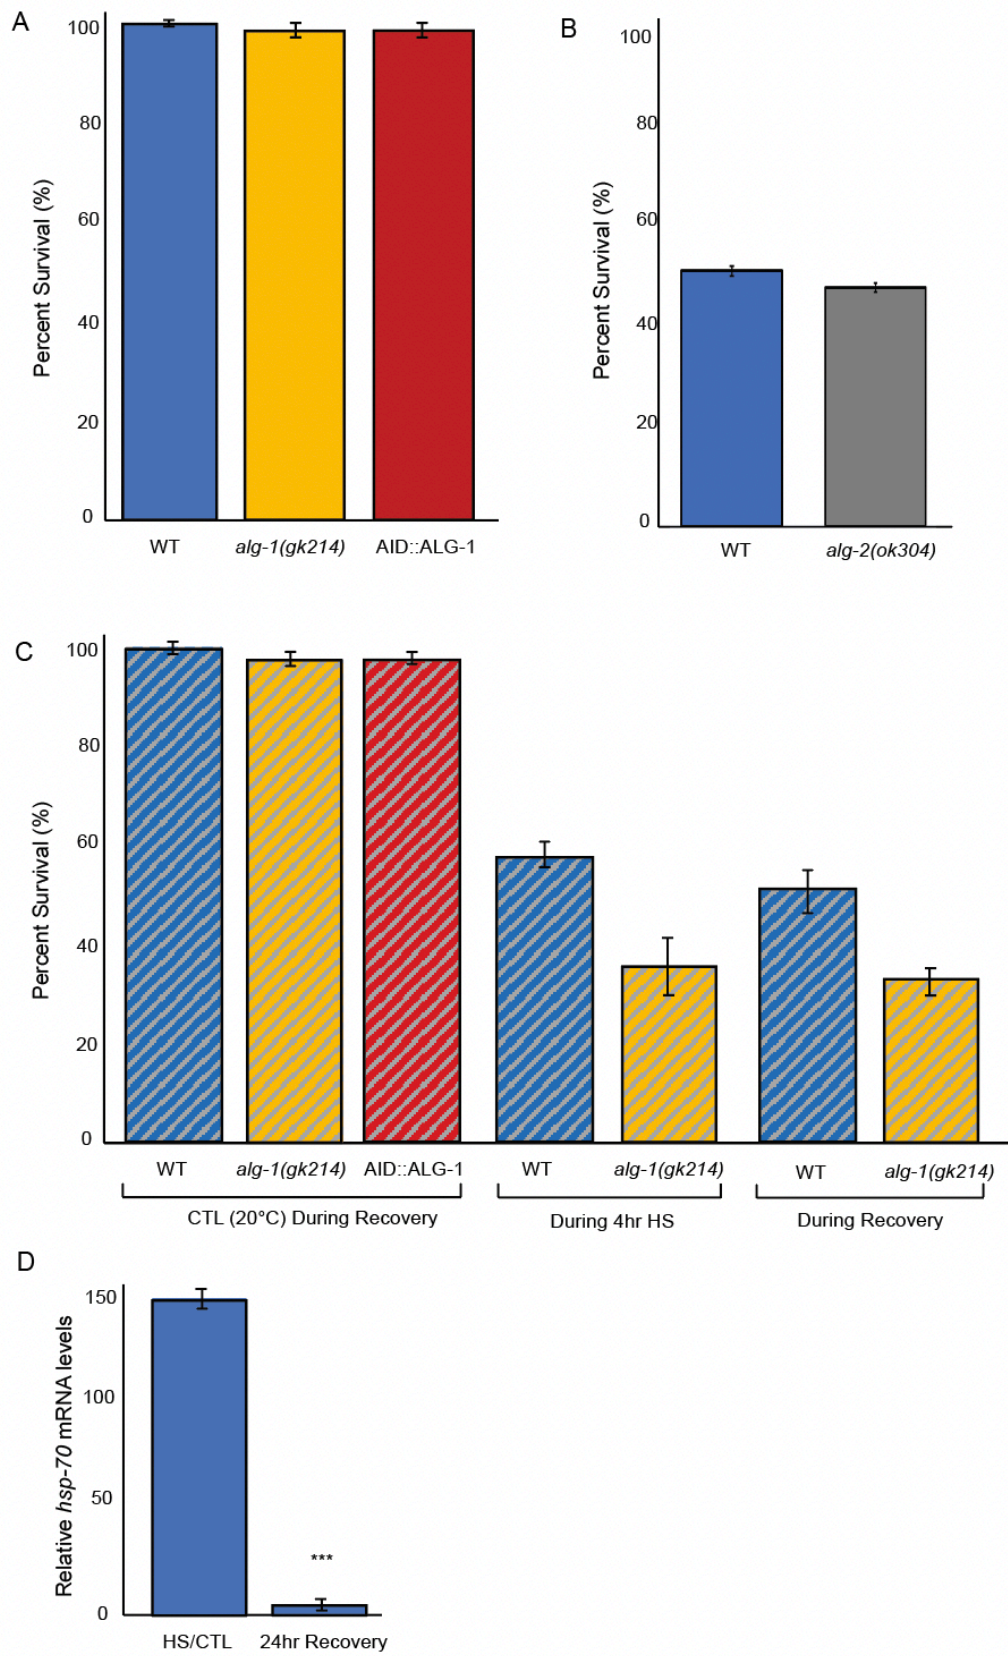 A
Percent Survival (%)
100
80
60
40
20
0
WT
alg-1(gk214)
AID::ALG-1
B
Percent Survival (%)
100
80
60
40
20
0
WT
alg-2(ok304)
C
Percent Survival (%)
100
80
60
40
20
0
WT
alg-1(gk214)
AID::ALG-1
WT
alg-1(gk214)
WT
alg-1(gk214)
CTL (20°C) During Recovery
During 4hr HS
During Recovery
D
Relative hsp-70 mRNA levels
150
100
50
0
***
HS/CTL
24hr Recovery